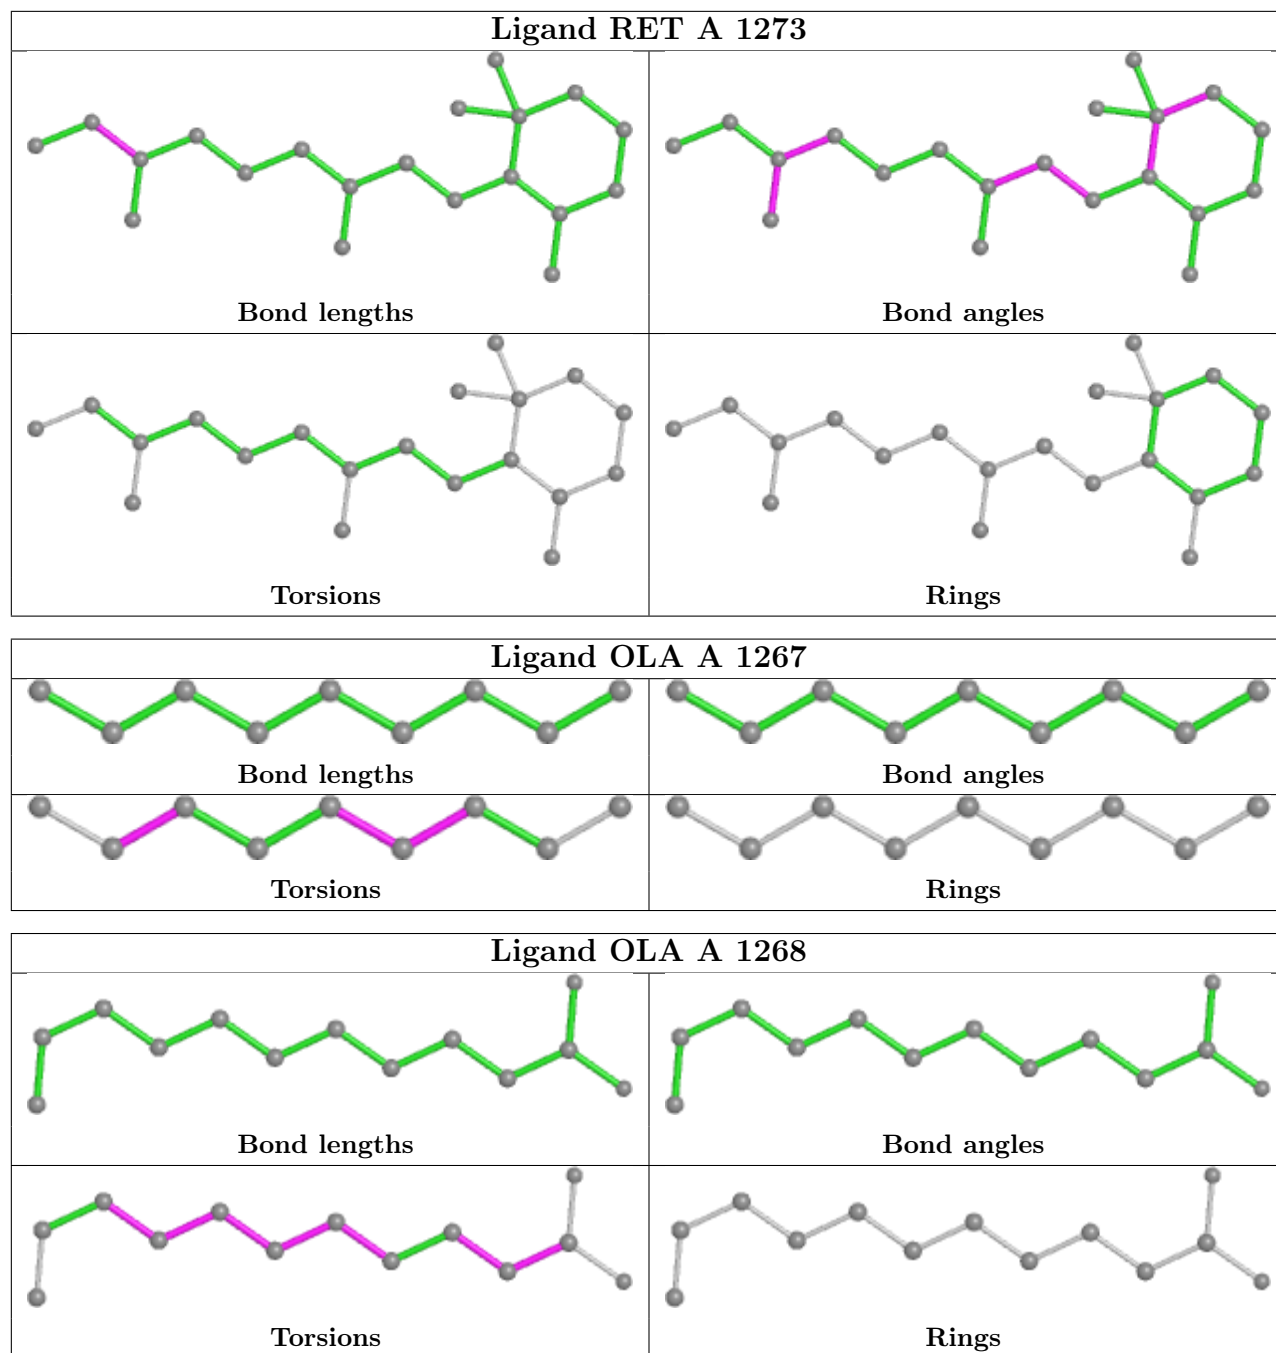 Ligand RET A 1273
Bond lengths
Bond angles
Torsions
Rings
Ligand OLA A 1267
Bond lengths
Bond angles
Torsions
Rings
Ligand OLA A 1268
Bond lengths
Bond angles
Torsions
Rings